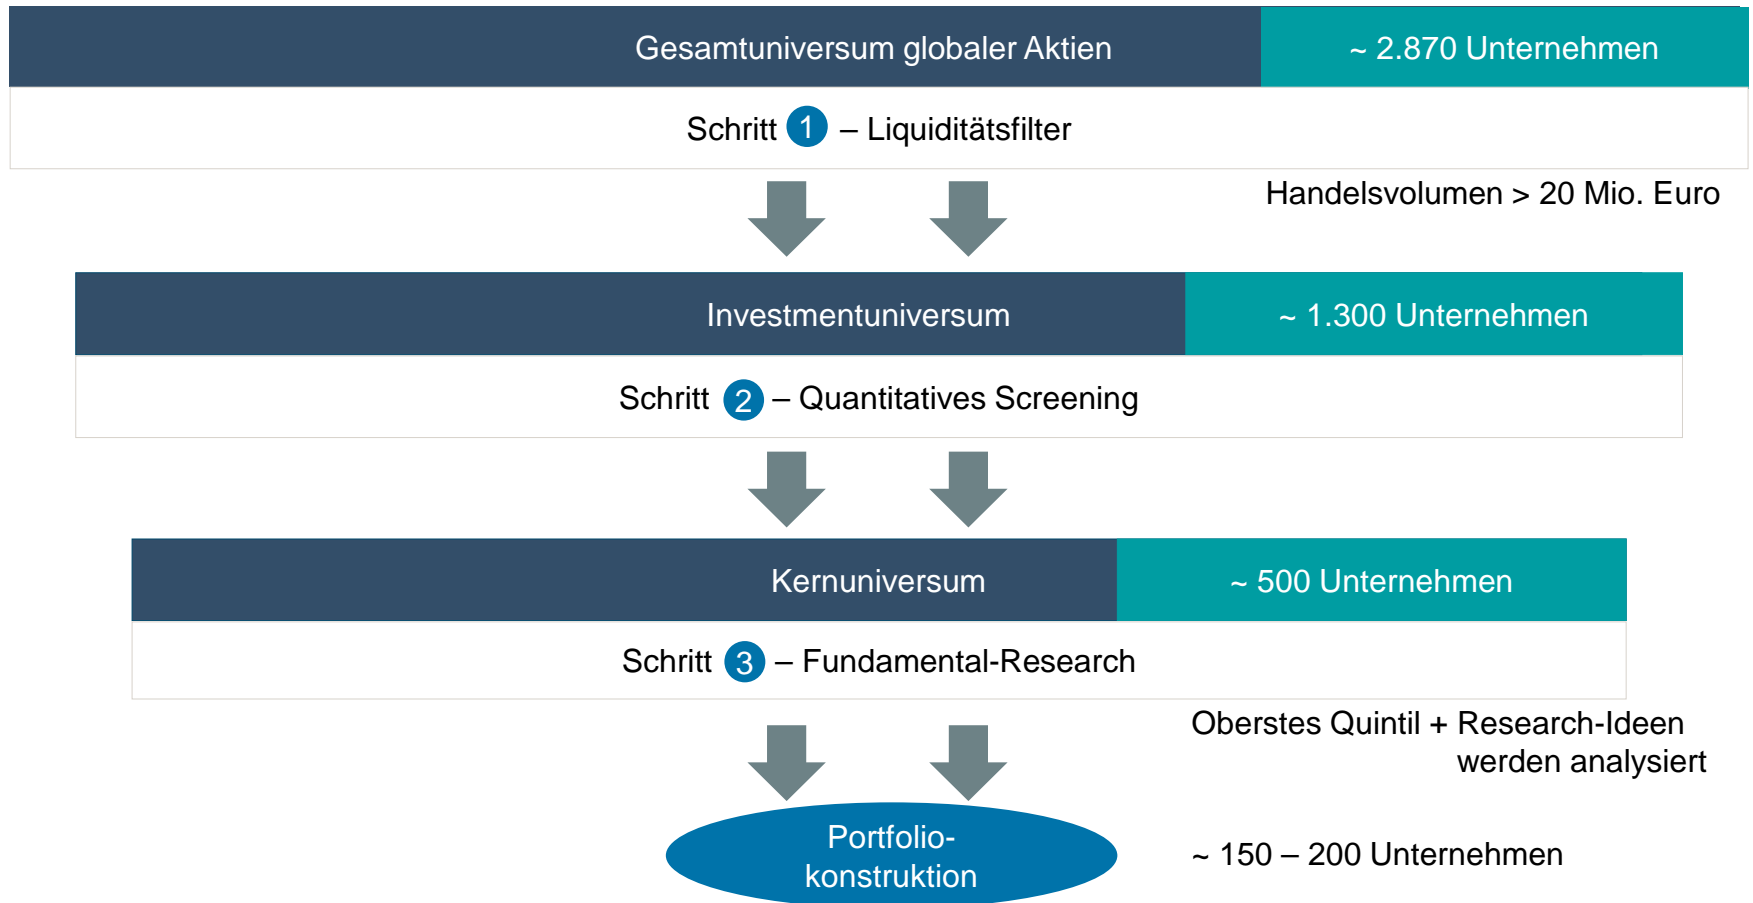 Gesamtuniversum globaler Aktien ~ 2.870 Unternehmen
Schritt 1 – Liquiditätsfilter
Handelsvolumen > 20 Mio. Euro
Investmentuniversum ~ 1.300 Unternehmen
Schritt 2 – Quantitatives Screening
Kernuniversum ~ 500 Unternehmen
Schritt 3 – Fundamental-Research
Oberstes Quintil + Research-Ideen
werden analysiert
Portfolio-
konstruktion
~ 150 – 200 Unternehmen